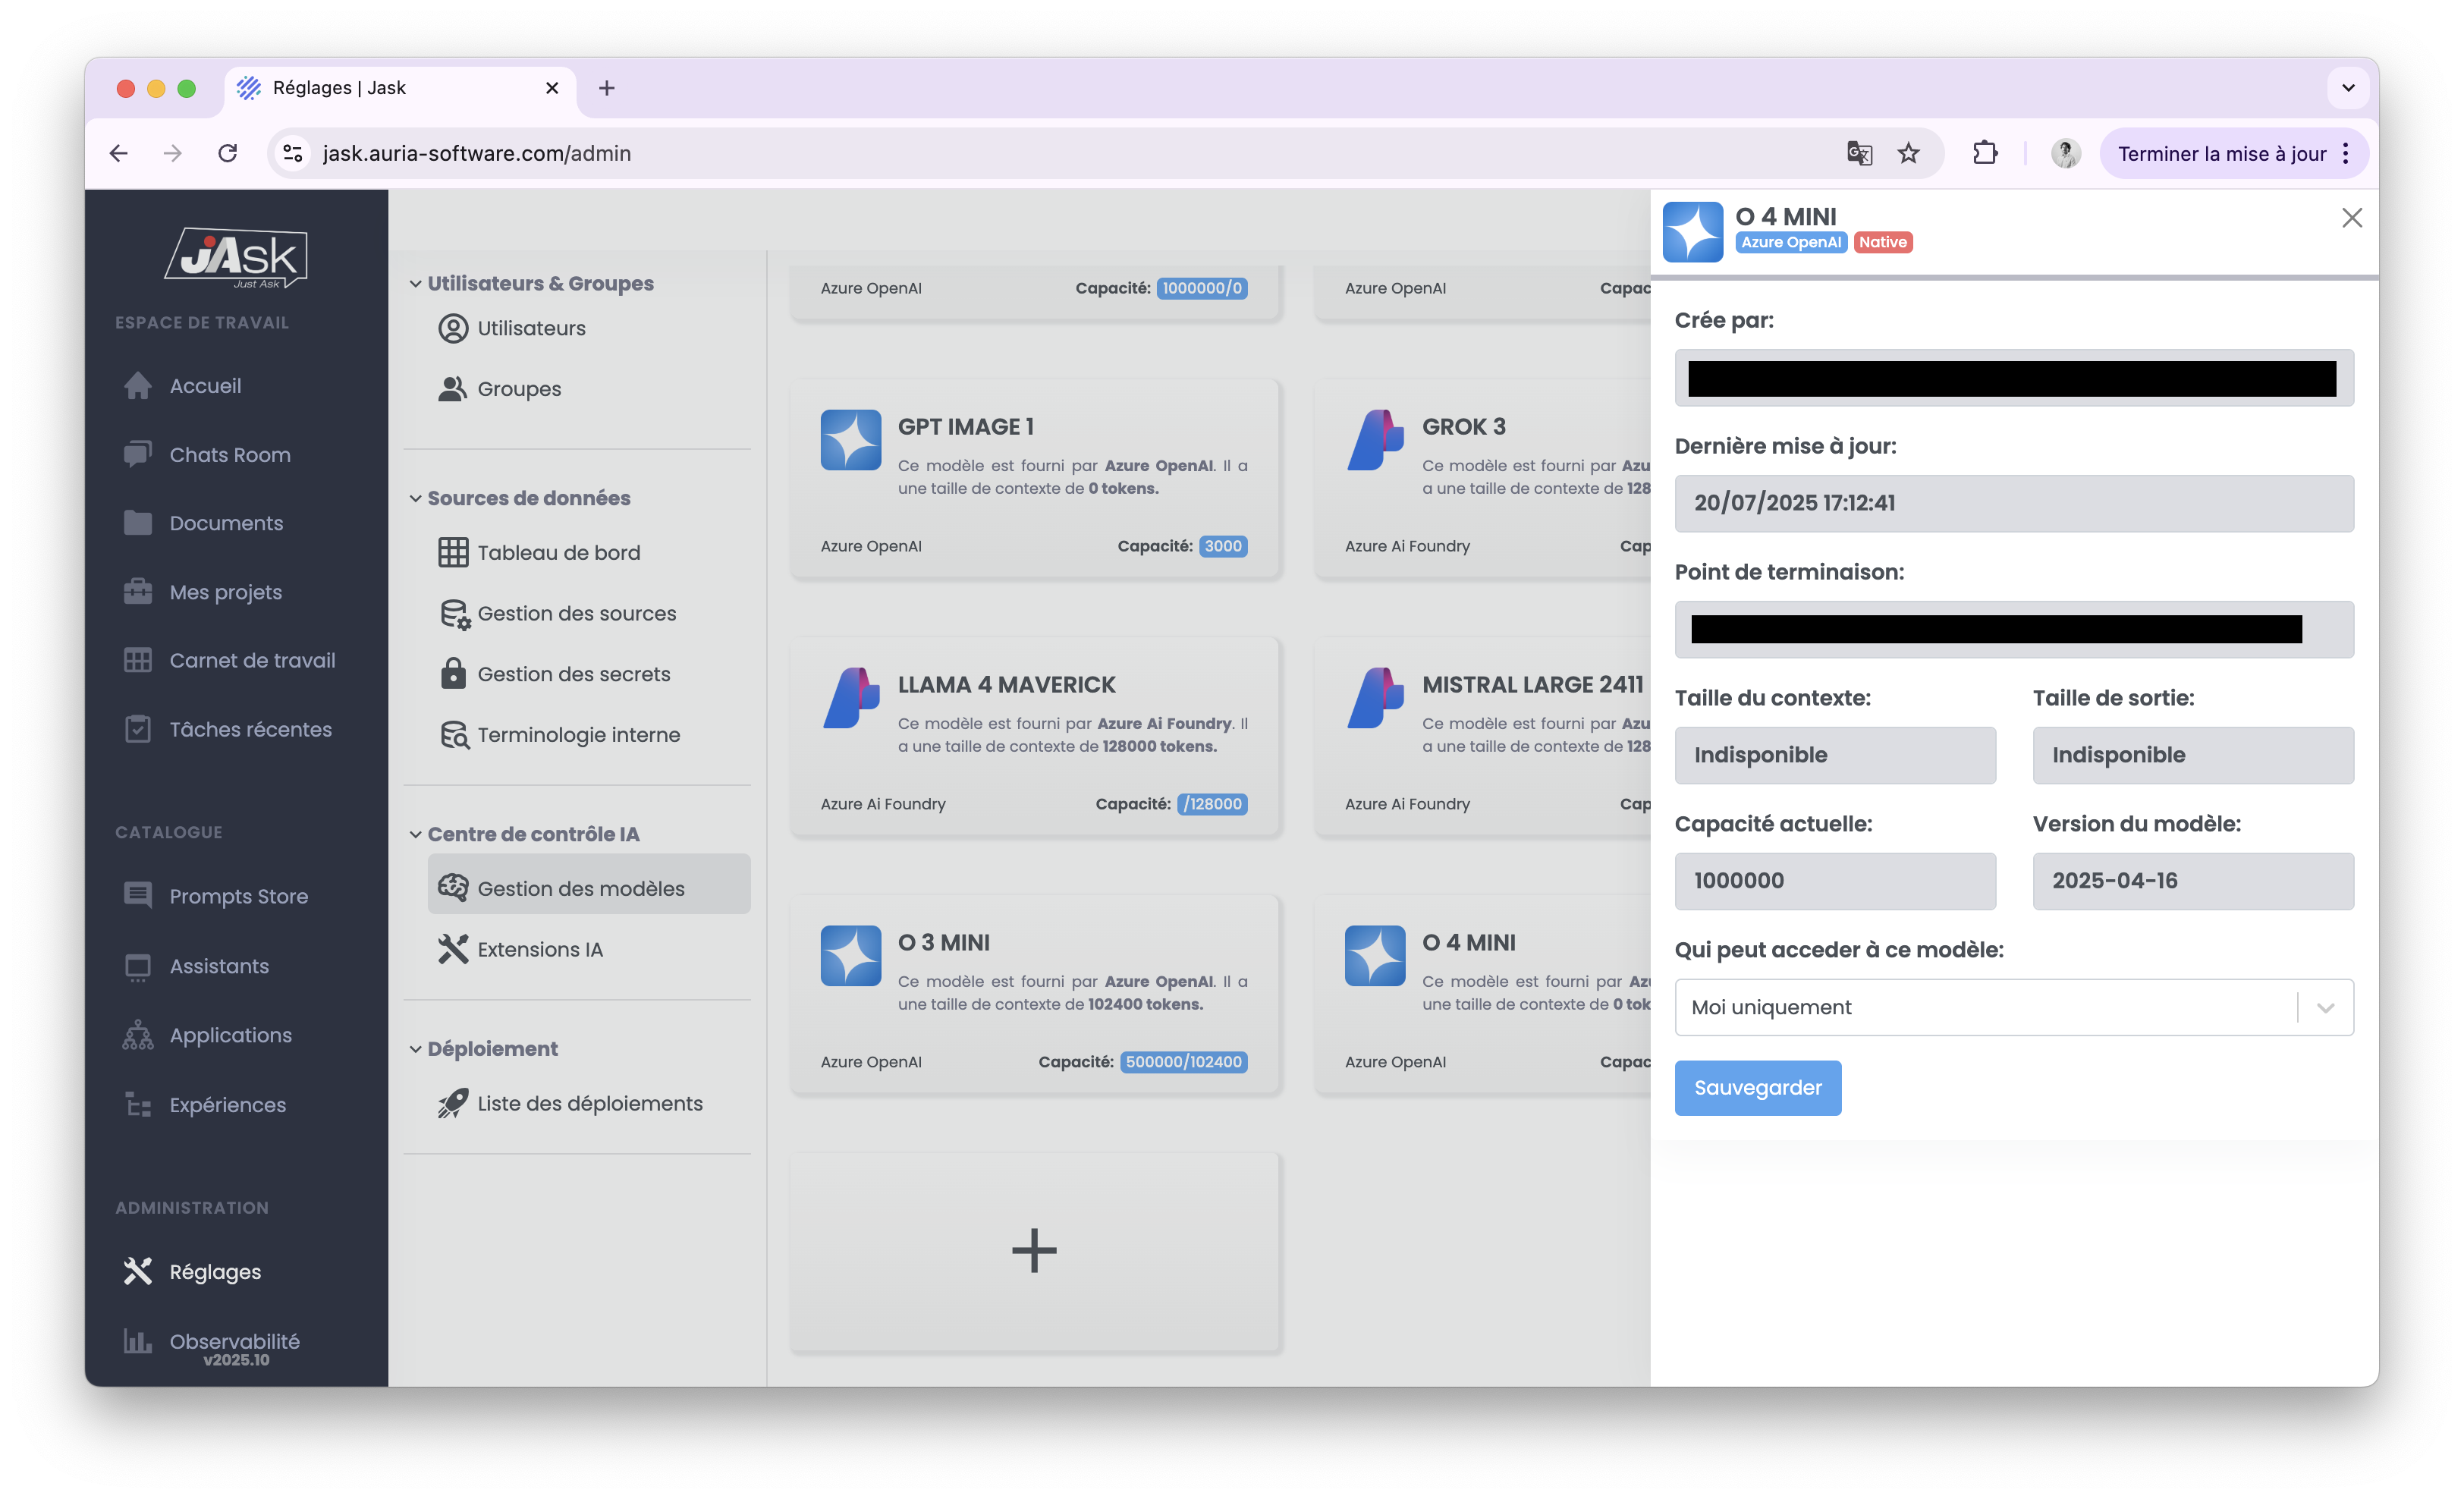 Réglages | Jask
jask.auria-software.com/admin
Terminer la mise à jour
jAsk
Just Ask
ESPACE DE TRAVAIL
Accueil
Chats Room
Documents
Mes projets
Carnet de travail
Tâches récentes
CATALOGUE
Prompts Store
Assistants
Applications
Expériences
ADMINISTRATION
Réglages
Observabilité
v2025.10
Utilisateurs & Groupes
Utilisateurs
Groupes
Sources de données
Tableau de bord
Gestion des sources
Gestion des secrets
Terminologie interne
Centre de contrôle IA
Gestion des modèles
Extensions IA
Déploiement
Liste des déploiements
Azure OpenAI Capacité: 1000000/0
Azure OpenAI Capac
GPT IMAGE 1
Ce modèle est fourni par Azure OpenAI. Il a
une taille de contexte de 0 tokens.
Azure OpenAI Capacité: 3000
GROK 3
Ce modèle est fourni par Azu
a une taille de contexte de 128
Azure Ai Foundry Cap
LLAMA 4 MAVERICK
Ce modèle est fourni par Azure Ai Foundry. Il
a une taille de contexte de 128000 tokens.
Azure Ai Foundry Capacité: /128000
MISTRAL LARGE 2411
Ce modèle est fourni par Azu
a une taille de contexte de 128
Azure Ai Foundry Cap
O 3 MINI
Ce modèle est fourni par Azure OpenAI. Il a
une taille de contexte de 102400 tokens.
Azure OpenAI Capacité: 500000/102400
O 4 MINI
Ce modèle est fourni par Az
une taille de contexte de 0 tok
Azure OpenAI Capac
O 4 MINI
Azure OpenAI Native
Crée par:
Dernière mise à jour:
20/07/2025 17:12:41
Point de terminaison:
Taille du contexte: Taille de sortie:
Indisponible Indisponible
Capacité actuelle: Version du modèle:
1000000 2025-04-16
Qui peut acceder à ce modèle:
Moi uniquement
Sauvegarder